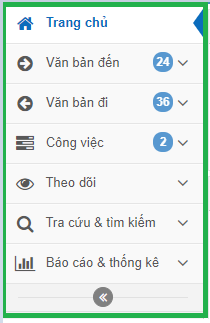 Trang chủ
Văn bản đến 24
Văn bản đi 36
Công việc 2
Theo dõi
Tra cứu & tìm kiếm
Báo cáo & thống kê